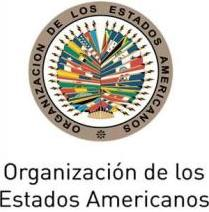 ORGANIZACION DE LOS ESTADOS AMERICANOS
Organización de los
Estados Americanos